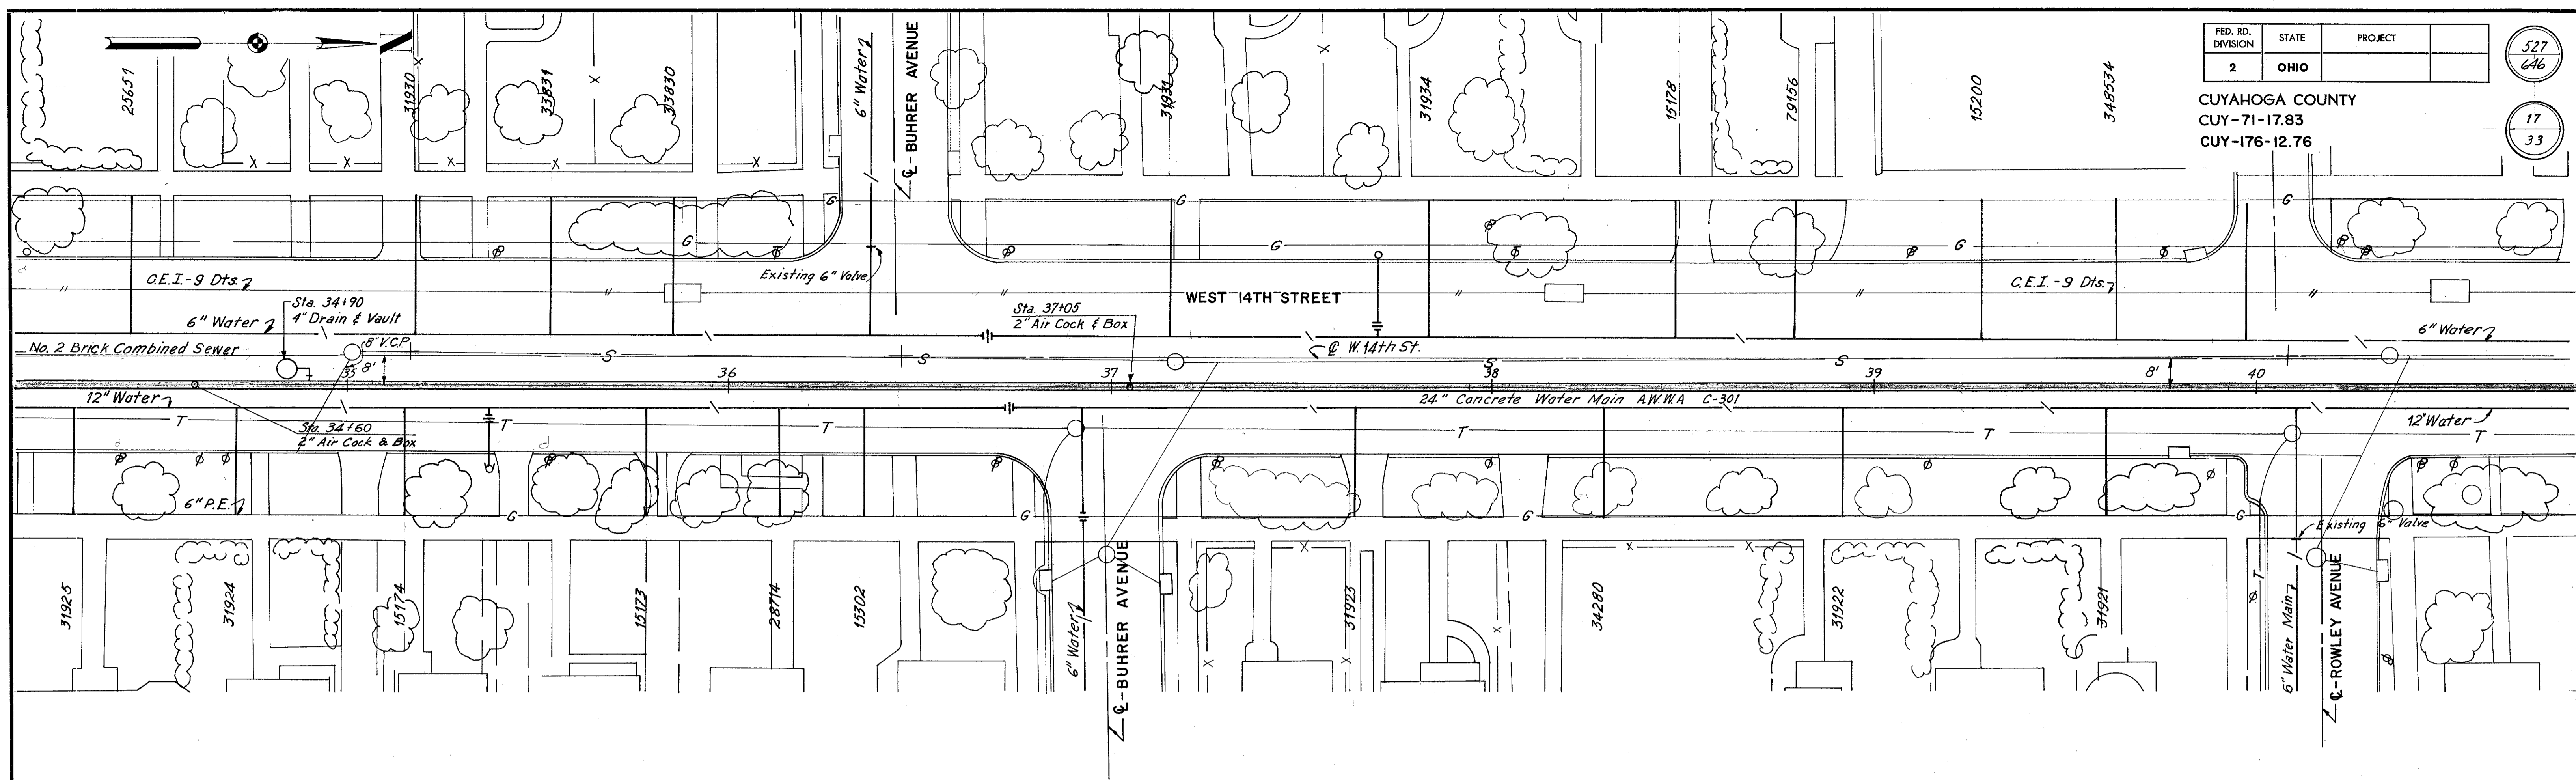 FED. RD. DIVISION
STATE
PROJECT
2
OHIO
527
646
CUYAHOGA COUNTY
CUY-71-17.83
CUY-176-12.76
17
33
N
25657
31930
33831
33830
6" Water
℄-BUHRER AVENUE
31931
31934
15178
79156
15200
348534
X
X
X
X
X
X
X
X
G
G
G
G
G
G
G
Existing 6" Valve
C.E.I.-9 Dts.
WEST 14TH STREET
C.E.I.-9 Dts.
Sta. 34+90
4" Drain & Vault
Sta. 37+05
2" Air Cock & Box
6" Water
6" Water
No. 2 Brick Combined Sewer
8" V.C.P.
S
S
℄ W. 14th St.
S
S
35
8'
36
37
38
39
8'
40
12" Water
24" Concrete Water Main A.W.W.A C-301
12" Water
T
T
T
T
T
T
Sta. 34+60
2" Air Cock & Box
6" P.E.
G
G
G
G
Existing 6" Valve
X
X
X
X
X
X
31925
31924
15174
15173
28714
15302
6" Water
℄-BUHRER AVENUE
31923
34280
31922
31921
T
6" Water Main
℄-ROWLEY AVENUE